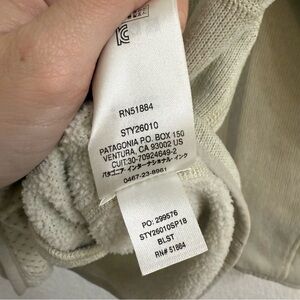 RN51884
STY26010
PATAGONIA P.O. BOX 150
VENTURA, CA 93002 US
CUIT:30-70924649-2
パタゴニア・インターナショナル・インク
0467-23-8961
PO: 299576
STY26010SP18
BLST
RN# 51884